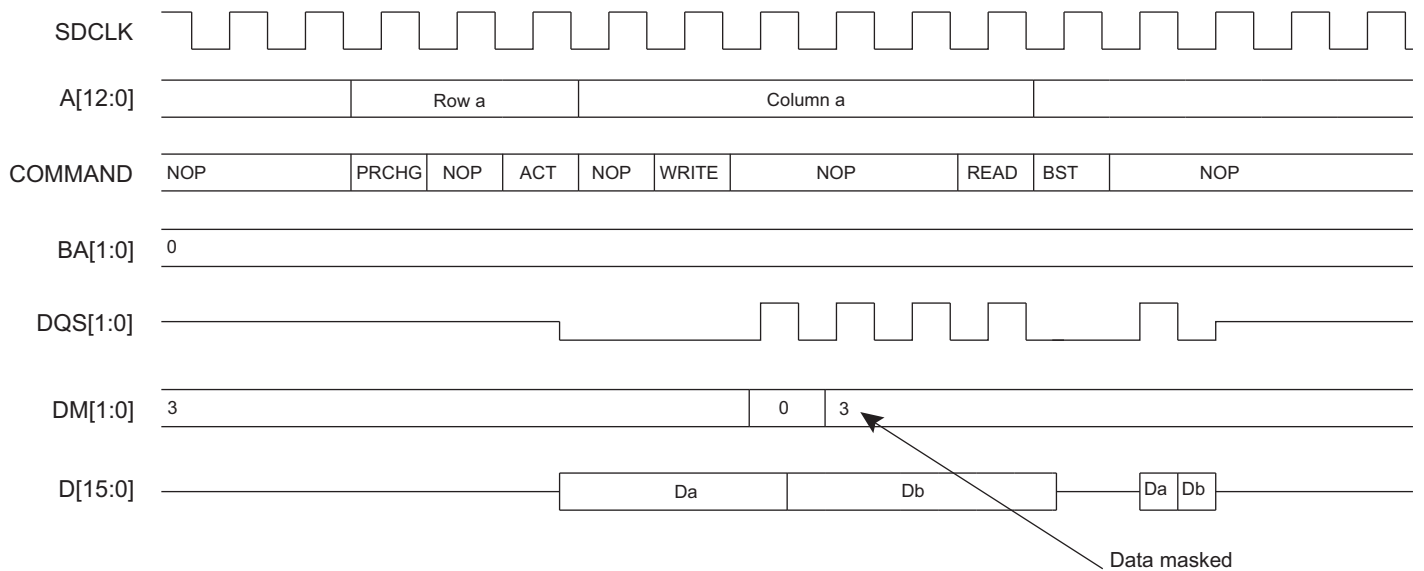 SDCLK
A[12:0] Row a Column a
COMMAND NOP PRCHG NOP ACT NOP WRITE NOP READ BST NOP
BA[1:0] 0
DQS[1:0]
DM[1:0] 3 0 3
D[15:0] Da Db Da Db
Data masked